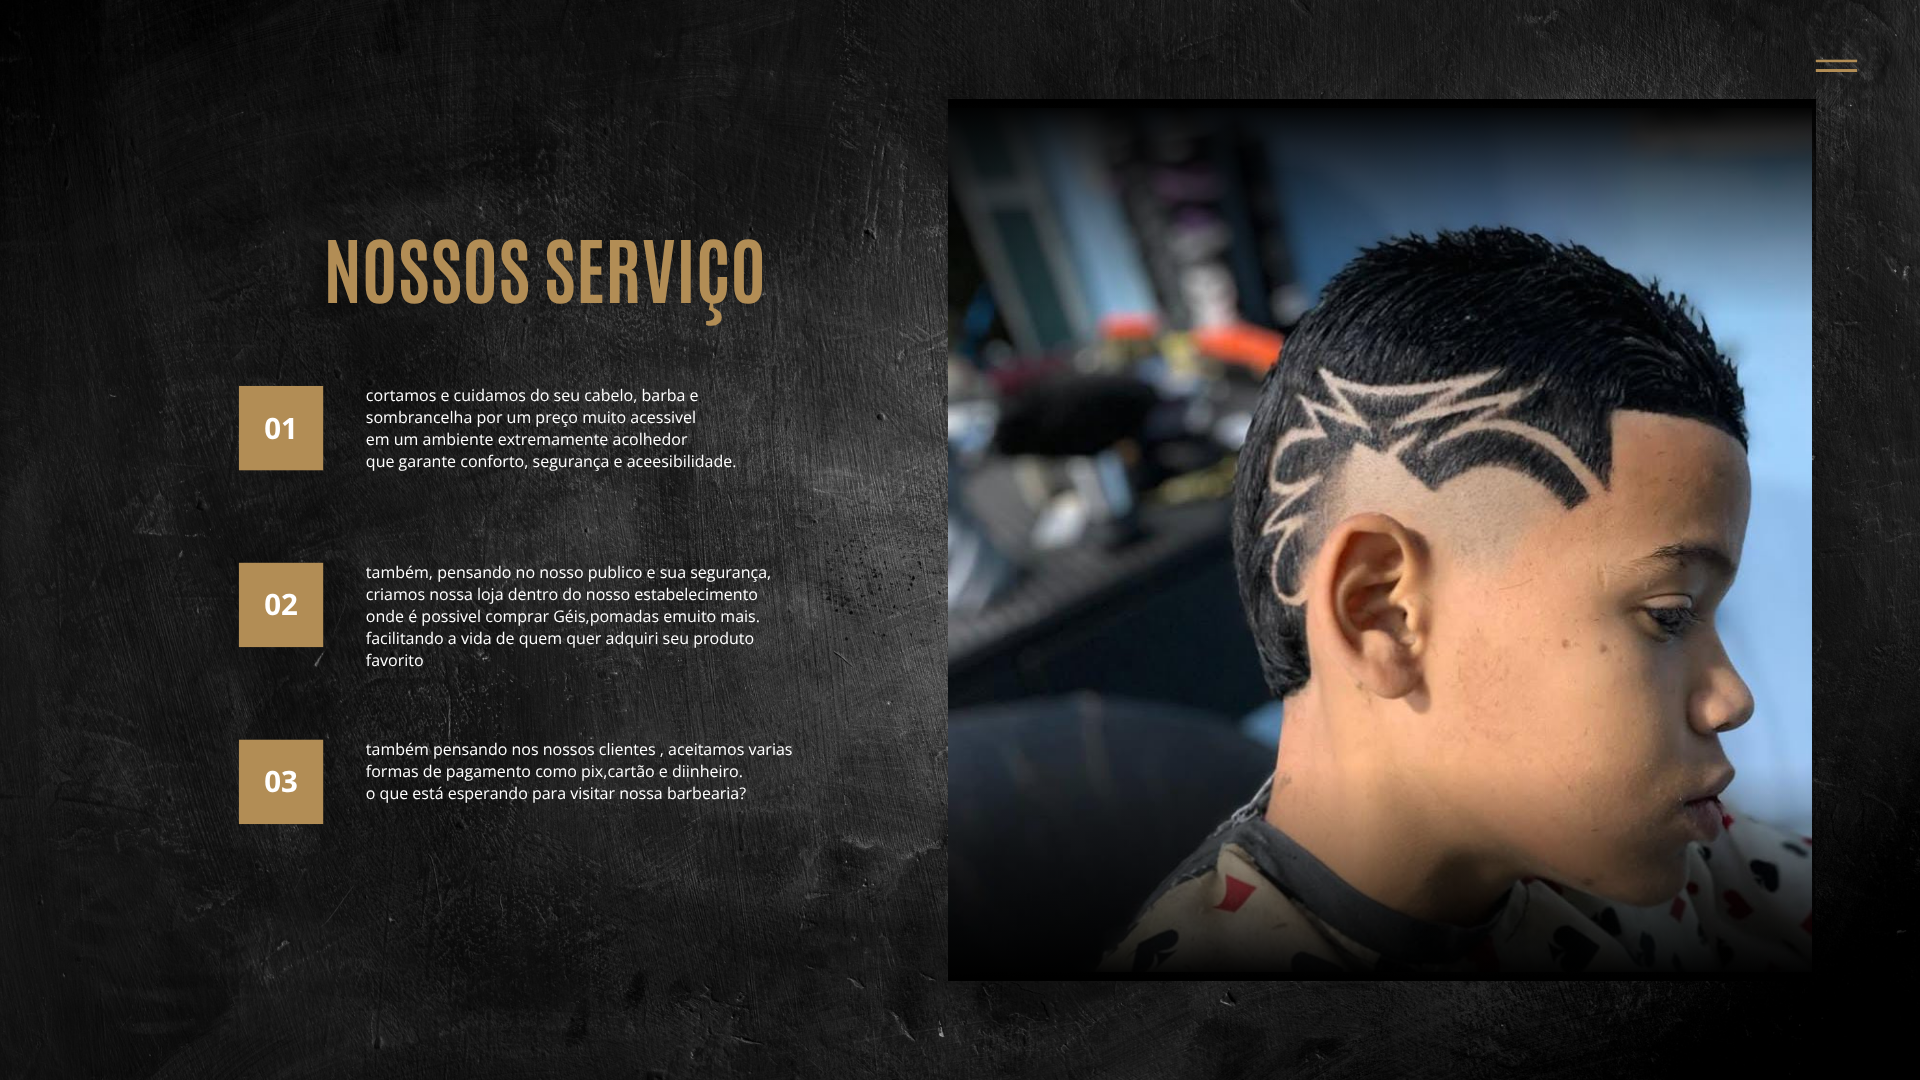 NOSSOS SERVIÇO
01
cortamos e cuidamos do seu cabelo, barba e
sombrancelha por um preço muito acessivel
em um ambiente extremamente acolhedor
que garante conforto, segurança e aceesibilidade.
02
também, pensando no nosso publico e sua segurança,
criamos nossa loja dentro do nosso estabelecimento
onde é possivel comprar Géis,pomadas emuito mais.
facilitando a vida de quem quer adquiri seu produto
favorito
03
também pensando nos nossos clientes , aceitamos varias
formas de pagamento como pix,cartão e diinheiro.
o que está esperando para visitar nossa barbearia?